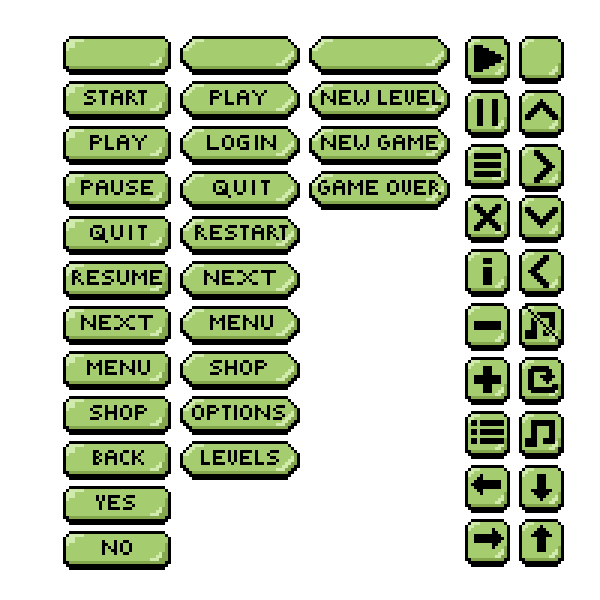 START
PLAY
PAUSE
QUIT
RESUME
NEXT
MENU
SHOP
BACK
YES
NO
PLAY
LOGIN
QUIT
RESTART
NEXT
MENU
SHOP
OPTIONS
LEVELS
NEW LEVEL
NEW GAME
GAME OVER